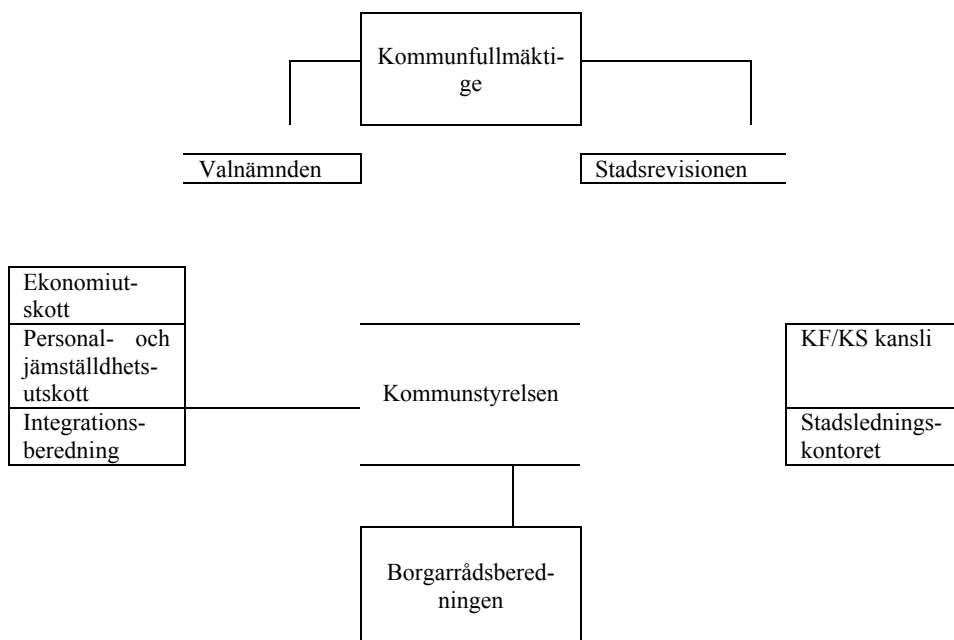 Kommunfullmäkti-
ge
Valnämnden
Stadsrevisionen
Ekonomiut-
skott
Personal- och
jämställdhets-
utskott
Integrations-
beredning
Kommunstyrelsen
KF/KS kansli
Stadslednings-
kontoret
Borgarrådsbered-
ningen